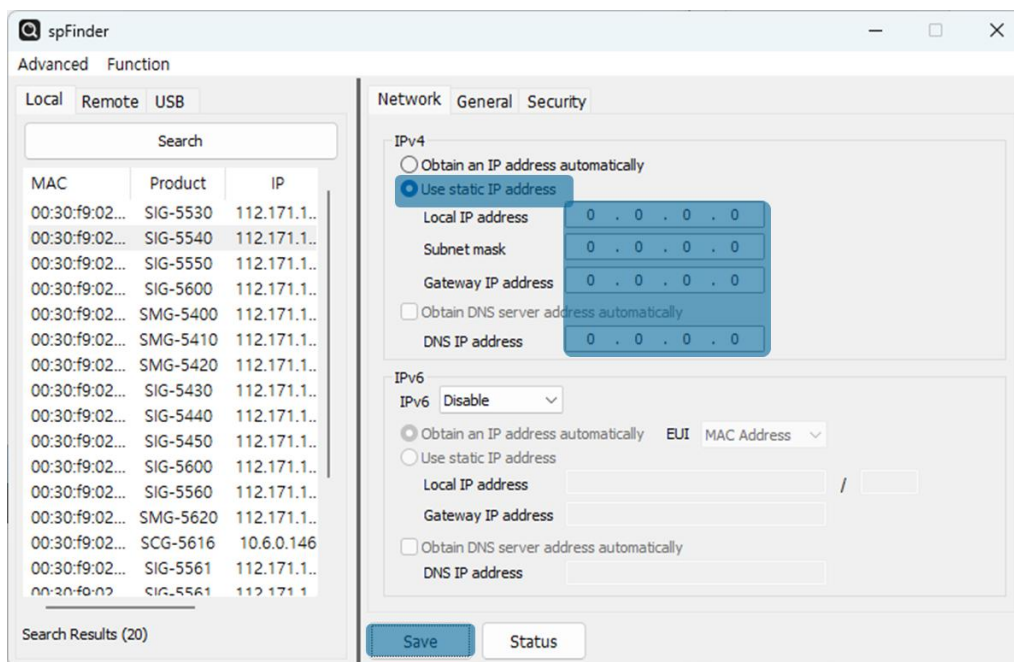 spFinder
Advanced Function
Local Remote USB
Search
MAC Product IP
00:30:f9:02... SIG-5530 112.171.1..
00:30:f9:02... SIG-5540 112.171.1..
00:30:f9:02... SIG-5550 112.171.1..
00:30:f9:02... SIG-5600 112.171.1..
00:30:f9:02... SMG-5400 112.171.1..
00:30:f9:02... SMG-5410 112.171.1..
00:30:f9:02... SMG-5420 112.171.1..
00:30:f9:02... SIG-5430 112.171.1..
00:30:f9:02... SIG-5440 112.171.1..
00:30:f9:02... SIG-5450 112.171.1..
00:30:f9:02... SIG-5600 112.171.1..
00:30:f9:02... SIG-5560 112.171.1..
00:30:f9:02... SMG-5620 112.171.1..
00:30:f9:02... SCG-5616 10.6.0.146
00:30:f9:02... SIG-5561 112.171.1..
00:30:f9:02 SIG-5561 112 171 1
Search Results (20)
Network General Security
IPv4
Obtain an IP address automatically
Use static IP address
Local IP address 0 . 0 . 0 . 0
Subnet mask 0 . 0 . 0 . 0
Gateway IP address 0 . 0 . 0 . 0
Obtain DNS server address automatically
DNS IP address 0 . 0 . 0 . 0
IPv6
IPv6 Disable
Obtain an IP address automatically EUI MAC Address
Use static IP address
Local IP address /
Gateway IP address
Obtain DNS server address automatically
DNS IP address
Save Status